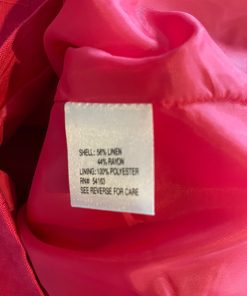 SHELL: 56% LINEN
44% RAYON
LINING: 100% POLYESTER
RN# 54163
SEE REVERSE FOR CARE